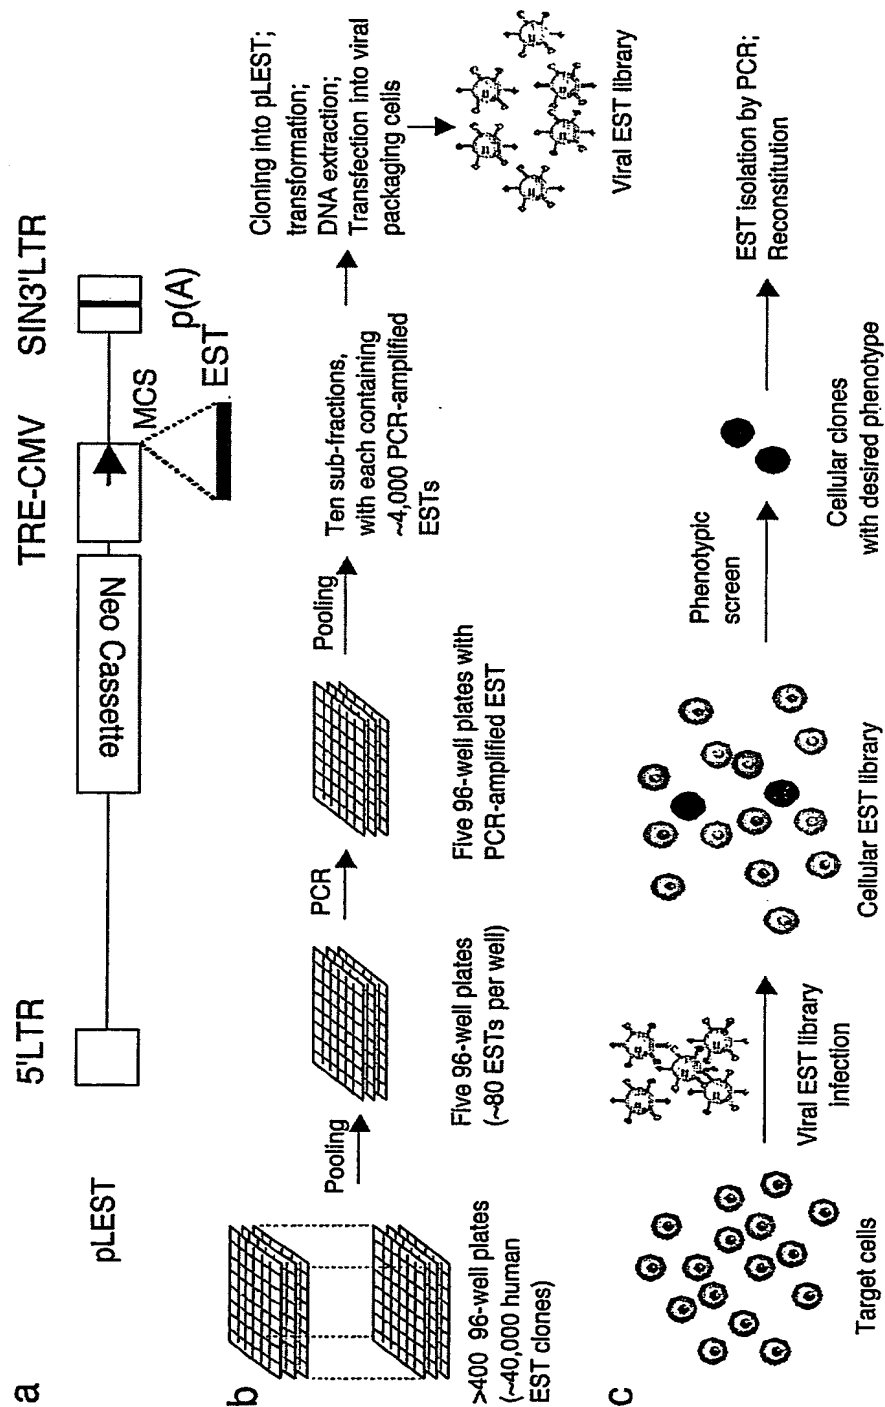 a
pLEST
5'LTR
Neo Cassette
TRE-CMV
SIN3'LTR
MCS
p(A)
EST
b
>400 96-well plates
(~40,000 human
EST clones)
Pooling
Five 96-well plates
(~80 ESTs per well)
PCR
Five 96-well plates with
PCR-amplified EST
Pooling
Ten sub-fractions,
with each containing
~4,000 PCR-amplified
ESTs
Cloning into pLEST;
transformation;
DNA extraction;
Transfection into viral
packaging cells
Viral EST library
c
Target cells
Viral EST library
infection
Cellular EST library
Phenotypic
screen
Cellular clones
with desired phenotype
EST isolation by PCR;
Reconstitution